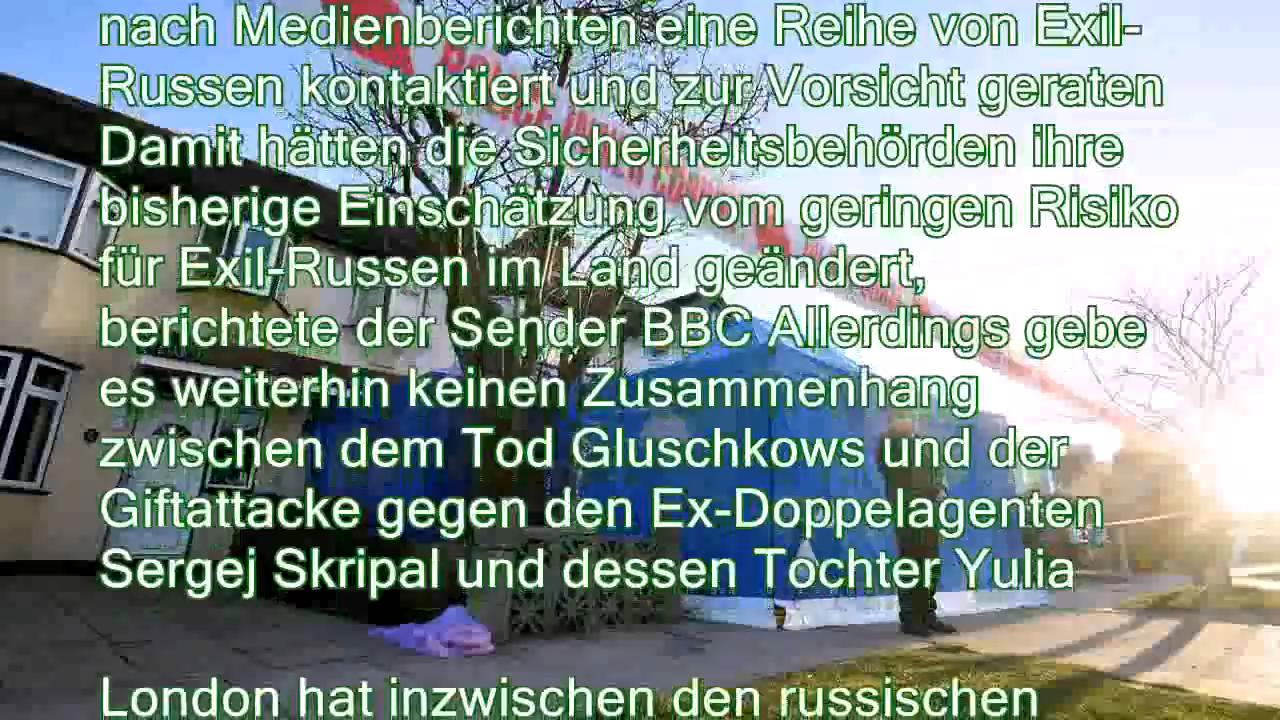 nach Medienberichten eine Reihe von Exil-
Russen kontaktiert und zur Vorsicht geraten
Damit hätten die Sicherheitsbehörden ihre
bisherige Einschätzung vom geringen Risiko
für Exil-Russen im Land geändert,
berichtete der Sender BBC Allerdings gebe
es weiterhin keinen Zusammenhang
zwischen dem Tod Gluschkows und der
Giftattacke gegen den Ex-Doppelagenten
Sergej Skripal und dessen Tochter Yulia
London hat inzwischen den russischen